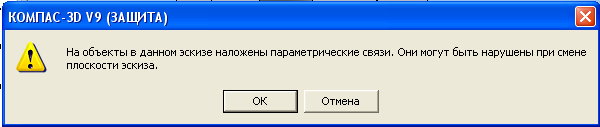 КОМПАС-3D V9 (ЗАЩИТА)
На объекты в данном эскизе наложены параметрические связи. Они могут быть нарушены при смене
плоскости эскиза.
ОК
Отмена